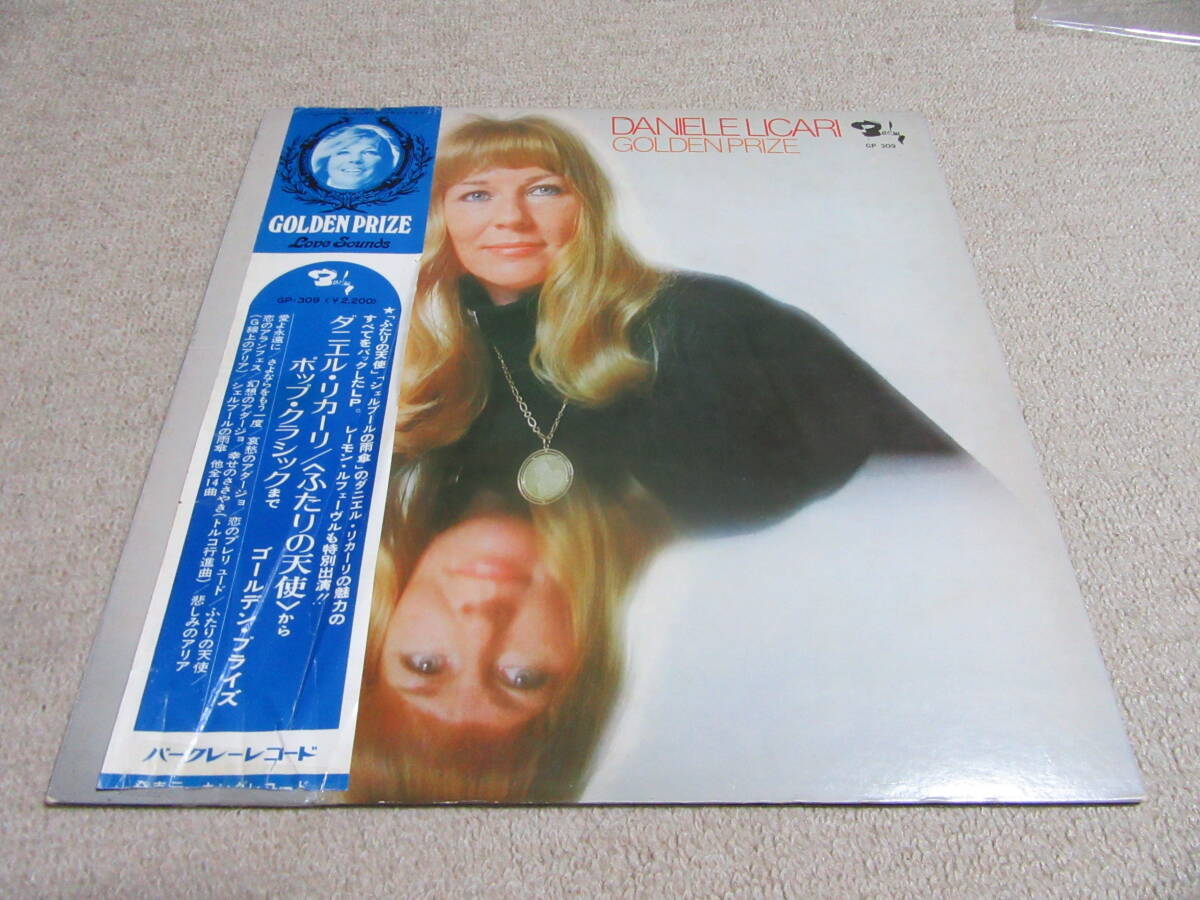 DANIELE LICARI
GOLDEN PRIZE
GP 309
GOLDEN PRIZE
Love Sounds
GP-309 (¥2,200)
★「ふたりの天使」「シェルブールの雨傘」のダニエル・リカーリの魅力の
すべてをパックしたLP。レーモン・ルフェーヴルも特別出演!!
ダニエル・リカーリ/〈ふたりの天使〉から
ポップ・クラシックまで
ゴールデン・プライズ
愛よ永遠に/さよならをもう一度/哀愁のアダージョ/恋のプレリュード/ふたりの天使/
恋のアランフェス/幻想のアダージョ/幸せのささやき(トルコ行進曲)/悲しみのアリア
(G線上のアリア)/シェルブールの雨傘 他全14曲
バークレーレコード